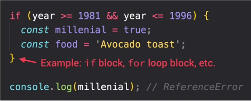 if (year >= 1981 && year <= 1996) {
  const millenial = true;
  const food = 'Avocado toast';
} Example: if block, for loop block, etc.
console.log(millenial); // ReferenceError